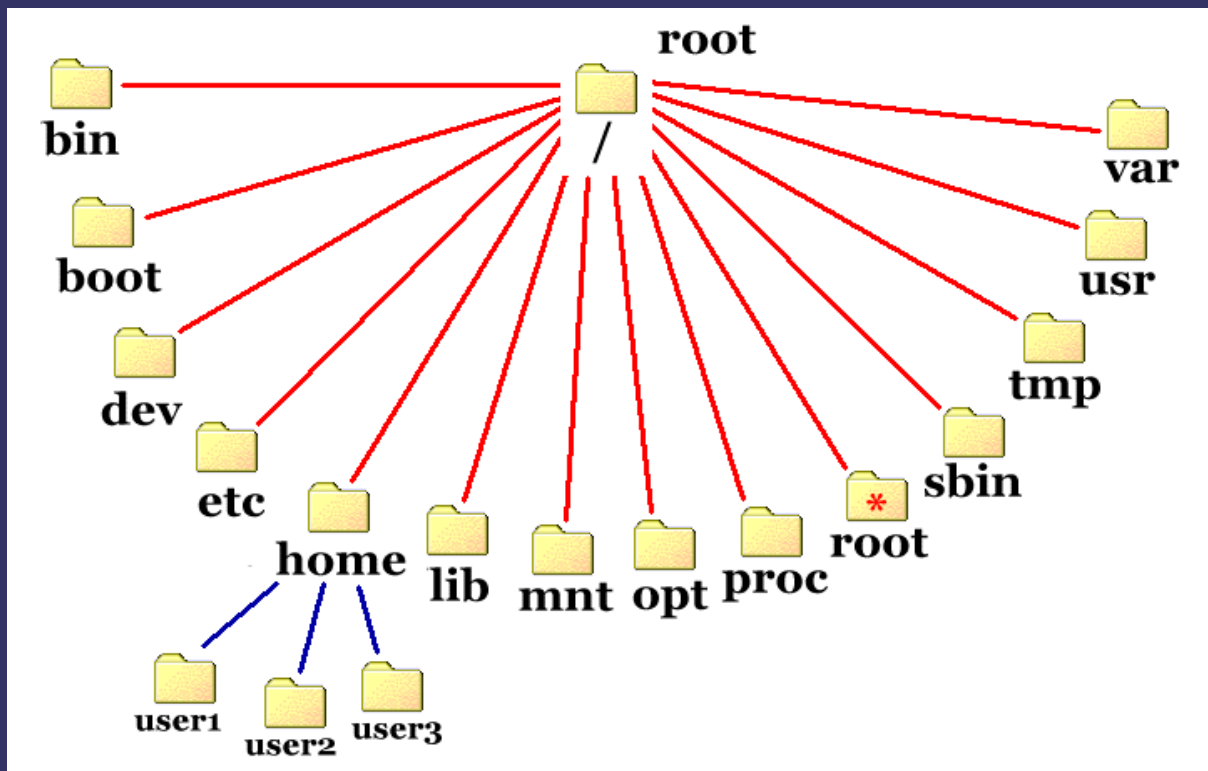 root
/
bin
var
boot
usr
dev
tmp
etc
sbin
home
lib
mnt
opt
proc
*
root
user1
user2
user3